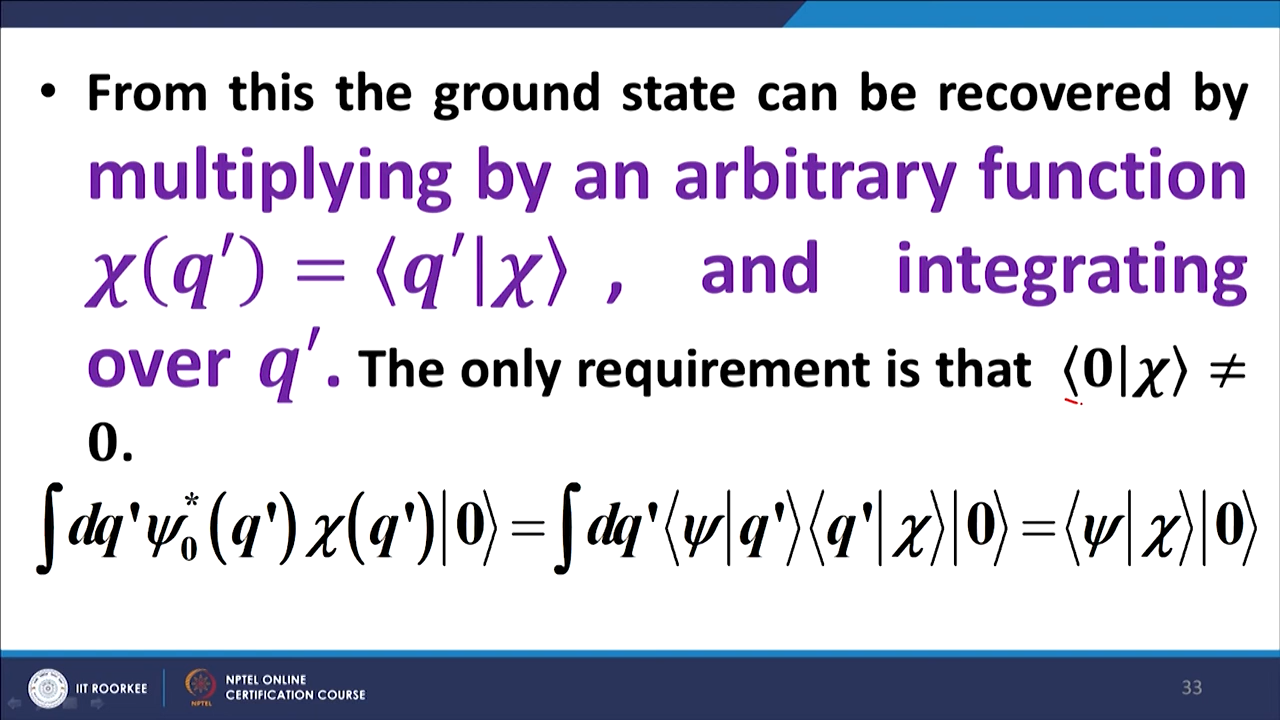 • From this the ground state can be recovered by
multiplying by an arbitrary function
χ(q′) = ⟨q′|χ⟩ , and integrating
over q′. The only requirement is that ⟨0|χ⟩ ≠
0.
∫dq'ψ₀*(q')χ(q')|0⟩=∫dq'⟨ψ|q'⟩⟨q'|χ⟩|0⟩=⟨ψ|χ⟩|0⟩
IIT ROORKEE
NPTEL
NPTEL ONLINE
CERTIFICATION COURSE
33